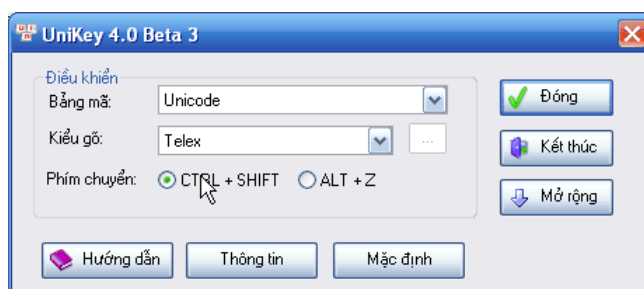 UniKey 4.0 Beta 3
Điều khiển
Bảng mã: Unicode
Đóng
Kiểu gõ: Telex ...
Kết thúc
Phím chuyển: CTRL + SHIFT ALT + Z
Mở rộng
Hướng dẫn Thông tin Mặc định